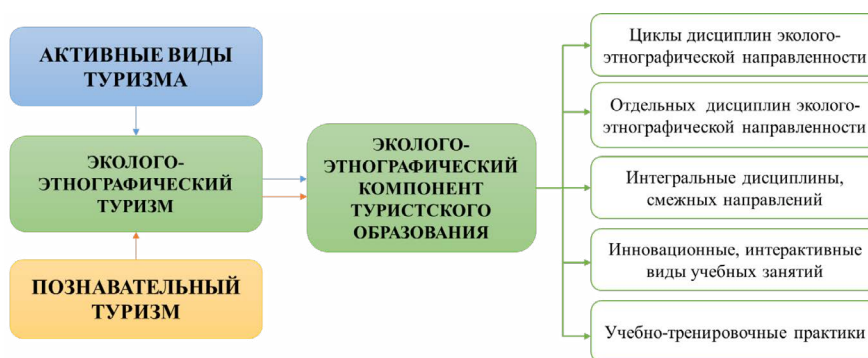 АКТИВНЫЕ ВИДЫ
ТУРИЗМА
ЭКОЛОГО-
ЭТНОГРАФИЧЕСКИЙ
ТУРИЗМ
ПОЗНАВАТЕЛЬНЫЙ
ТУРИЗМ
ЭКОЛОГО-
ЭТНОГРАФИЧЕСКИЙ
КОМПОНЕНТ
ТУРИСТСКОГО
ОБРАЗОВАНИЯ
Циклы дисциплин эколого-
этнографической направленности
Отдельных дисциплин эколого-
этнографической направленности
Интегральные дисциплины,
смежных направлений
Инновационные, интерактивные
виды учебных занятий
Учебно-тренировочные практики